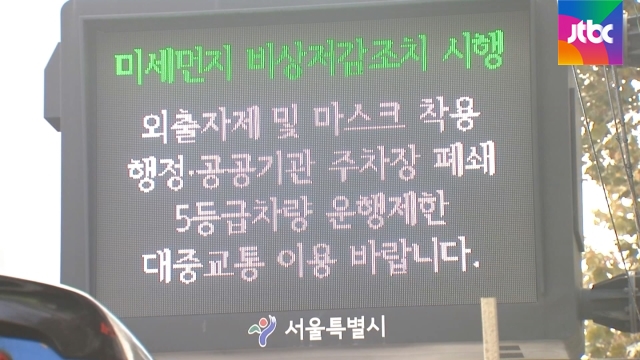 jtbc
미세먼지 비상저감조치 시행
외출자제 및 마스크 착용
행정·공공기관 주차장 폐쇄
5등급차량 운행제한
대중교통 이용 바랍니다.
서울특별시